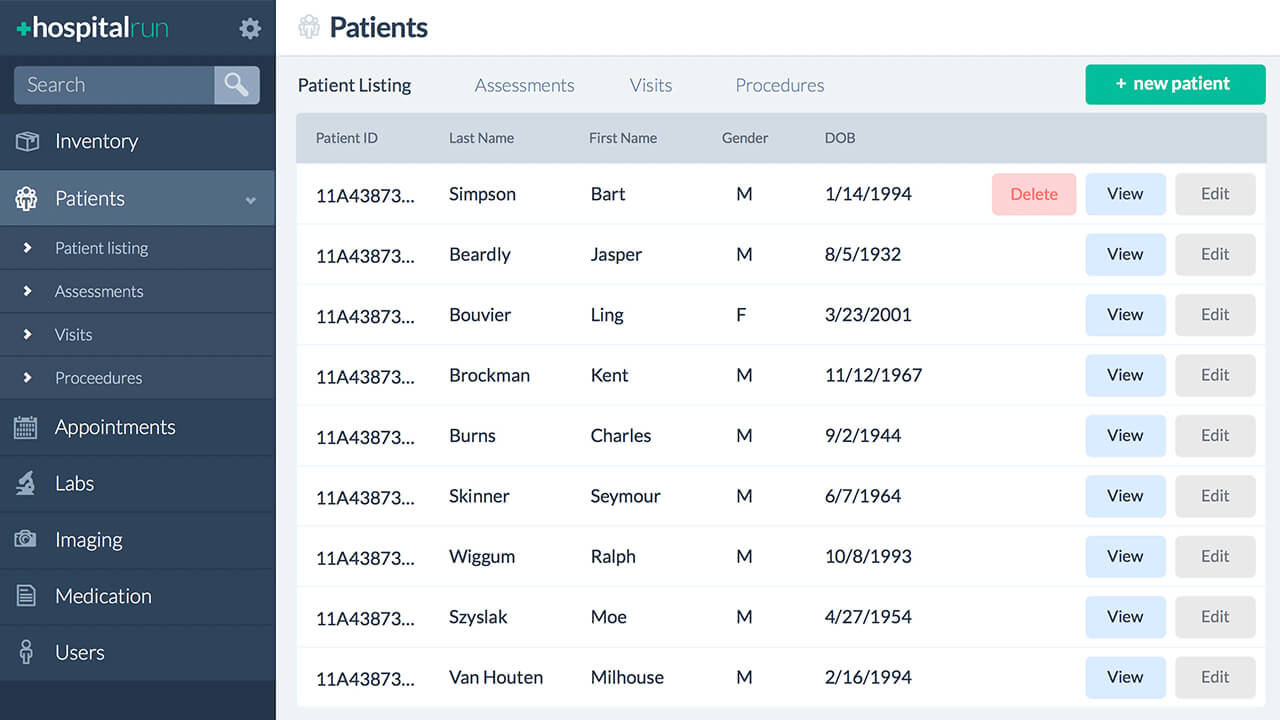 +hospitalrun
Search
Inventory
Patients
Patient listing
Assessments
Visits
Proceedures
Appointments
Labs
Imaging
Medication
Users
Patients
Patient Listing Assessments Visits Procedures + new patient
Patient ID Last Name First Name Gender DOB
11A43873... Simpson Bart M 1/14/1994 Delete View Edit
11A43873... Beardly Jasper M 8/5/1932 View Edit
11A43873... Bouvier Ling F 3/23/2001 View Edit
11A43873... Brockman Kent M 11/12/1967 View Edit
11A43873... Burns Charles M 9/2/1944 View Edit
11A43873... Skinner Seymour M 6/7/1964 View Edit
11A43873... Wiggum Ralph M 10/8/1993 View Edit
11A43873... Szyslak Moe M 4/27/1954 View Edit
11A43873... Van Houten Milhouse M 2/16/1994 View Edit